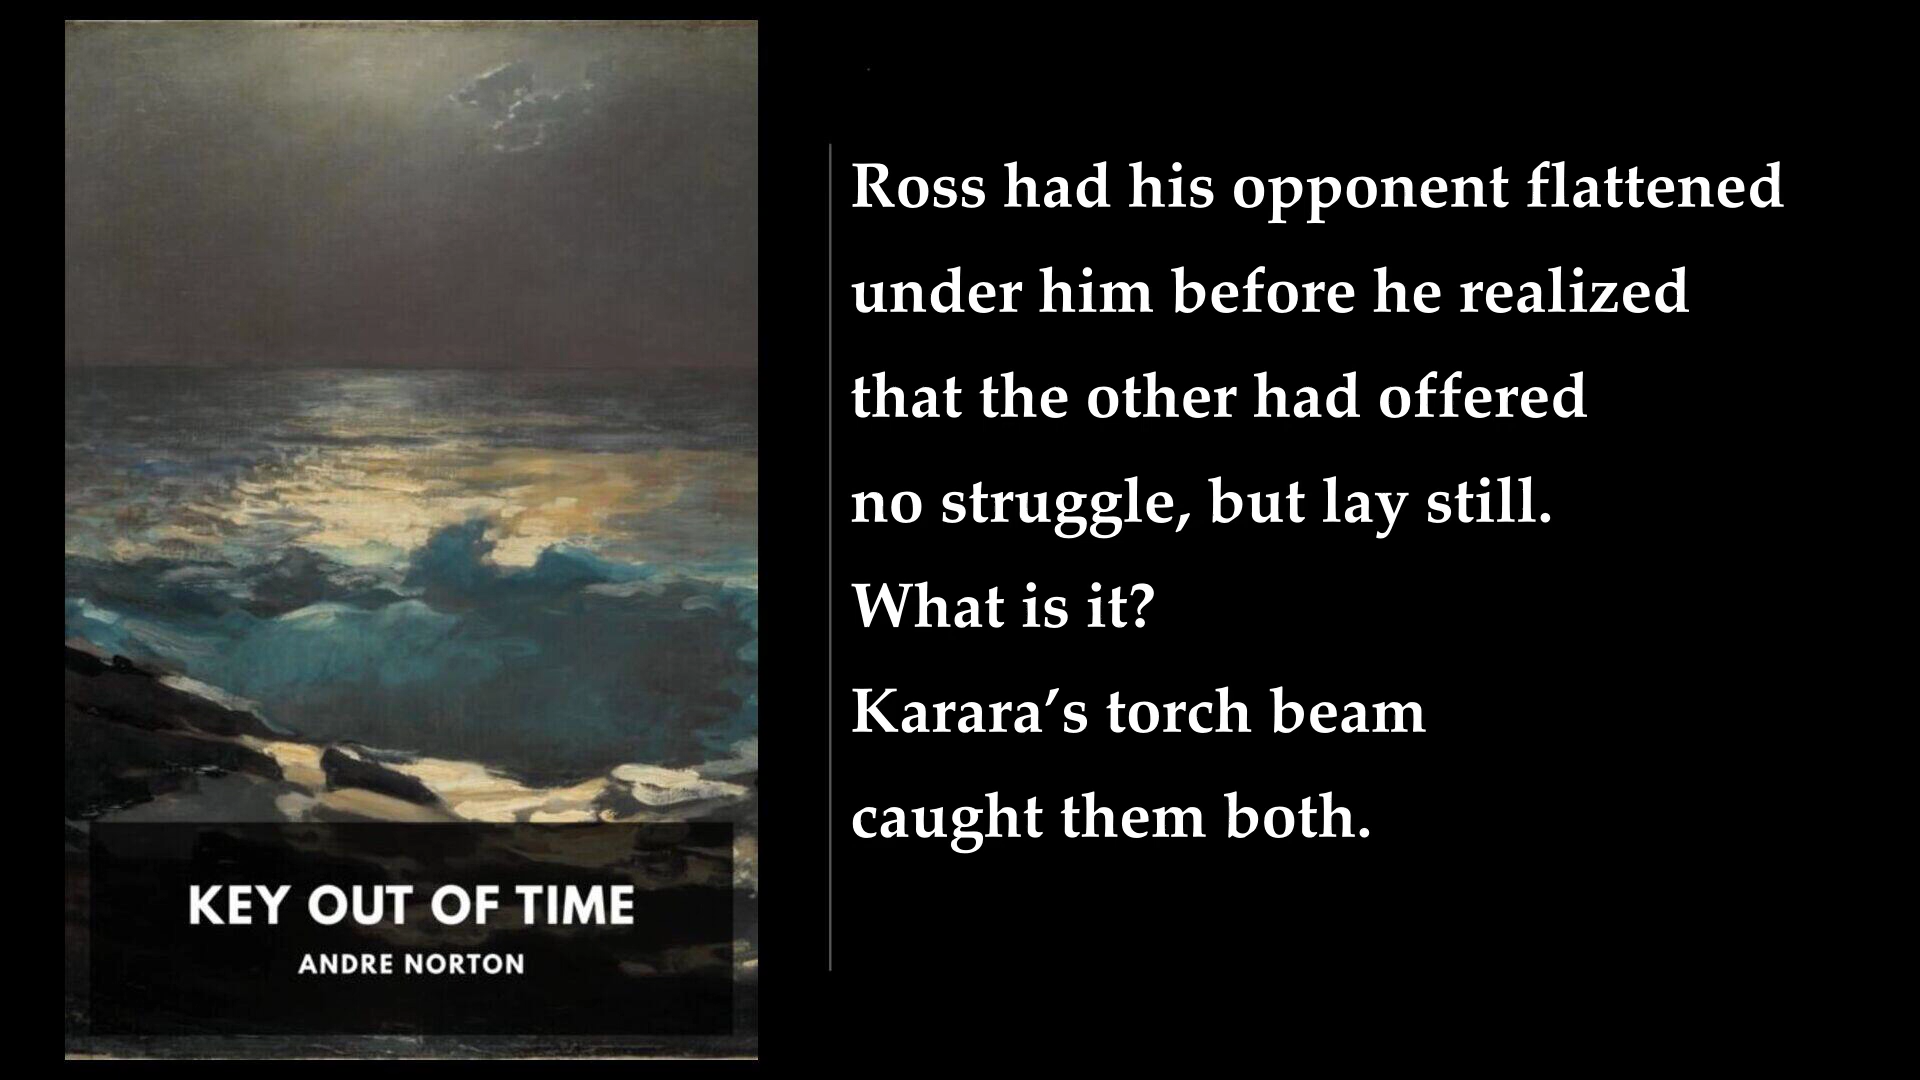 KEY OUT OF TIME
ANDRE NORTON
Ross had his opponent flattened
under him before he realized
that the other had offered
no struggle, but lay still.
What is it?
Karara’s torch beam
caught them both.